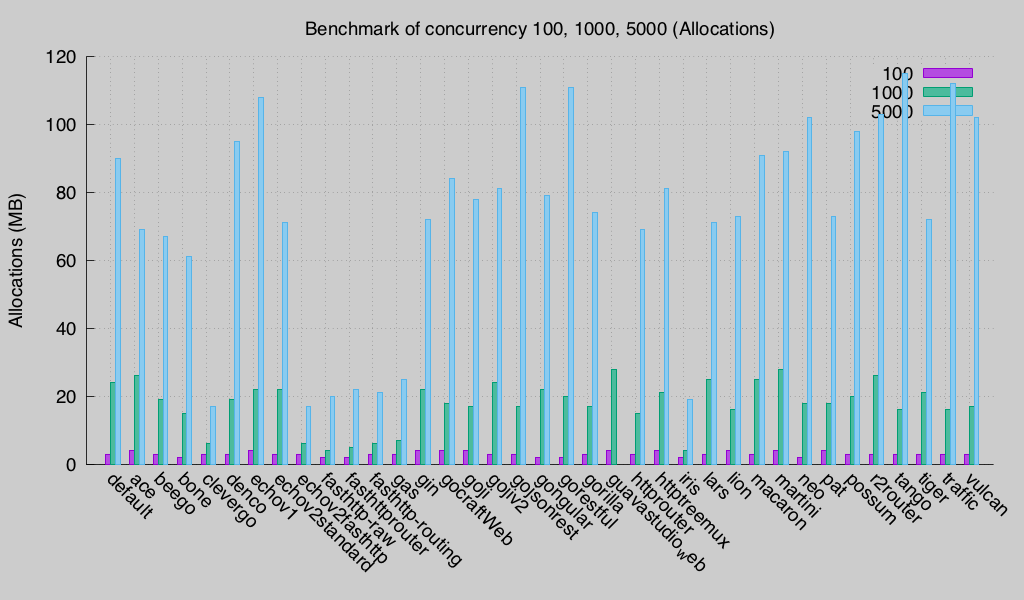 Benchmark of concurrency 100, 1000, 5000 (Allocations)
Allocations (MB)
120
100
80
60
40
20
0
100
1000
5000
default
ace
beego
bone
clevergo
denco
echov1
echov2standard
echov2fasthttp
fasthttp-raw
fasthttprouter
fasthttp-routing
gas
gin
gocraftWeb
goji
gojiv2
gojsonrest
gongular
gorestful
gorilla
guavastudioweb
httprouter
httptreemux
iris
lars
lion
macaron
martini
neo
pat
possum
r2router
tango
tiger
traffic
vulcan